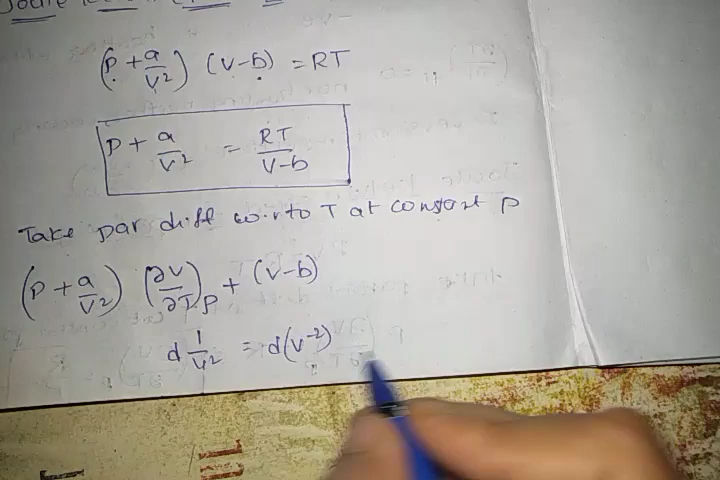 (P + a/V²) (V-b) = RT
P + a/V² = RT/V-b
Take par diff w.r.to T at constant P
(P + a/V²) (∂V/∂T)P + (V-b)
d 1/V² = d(V⁻²)